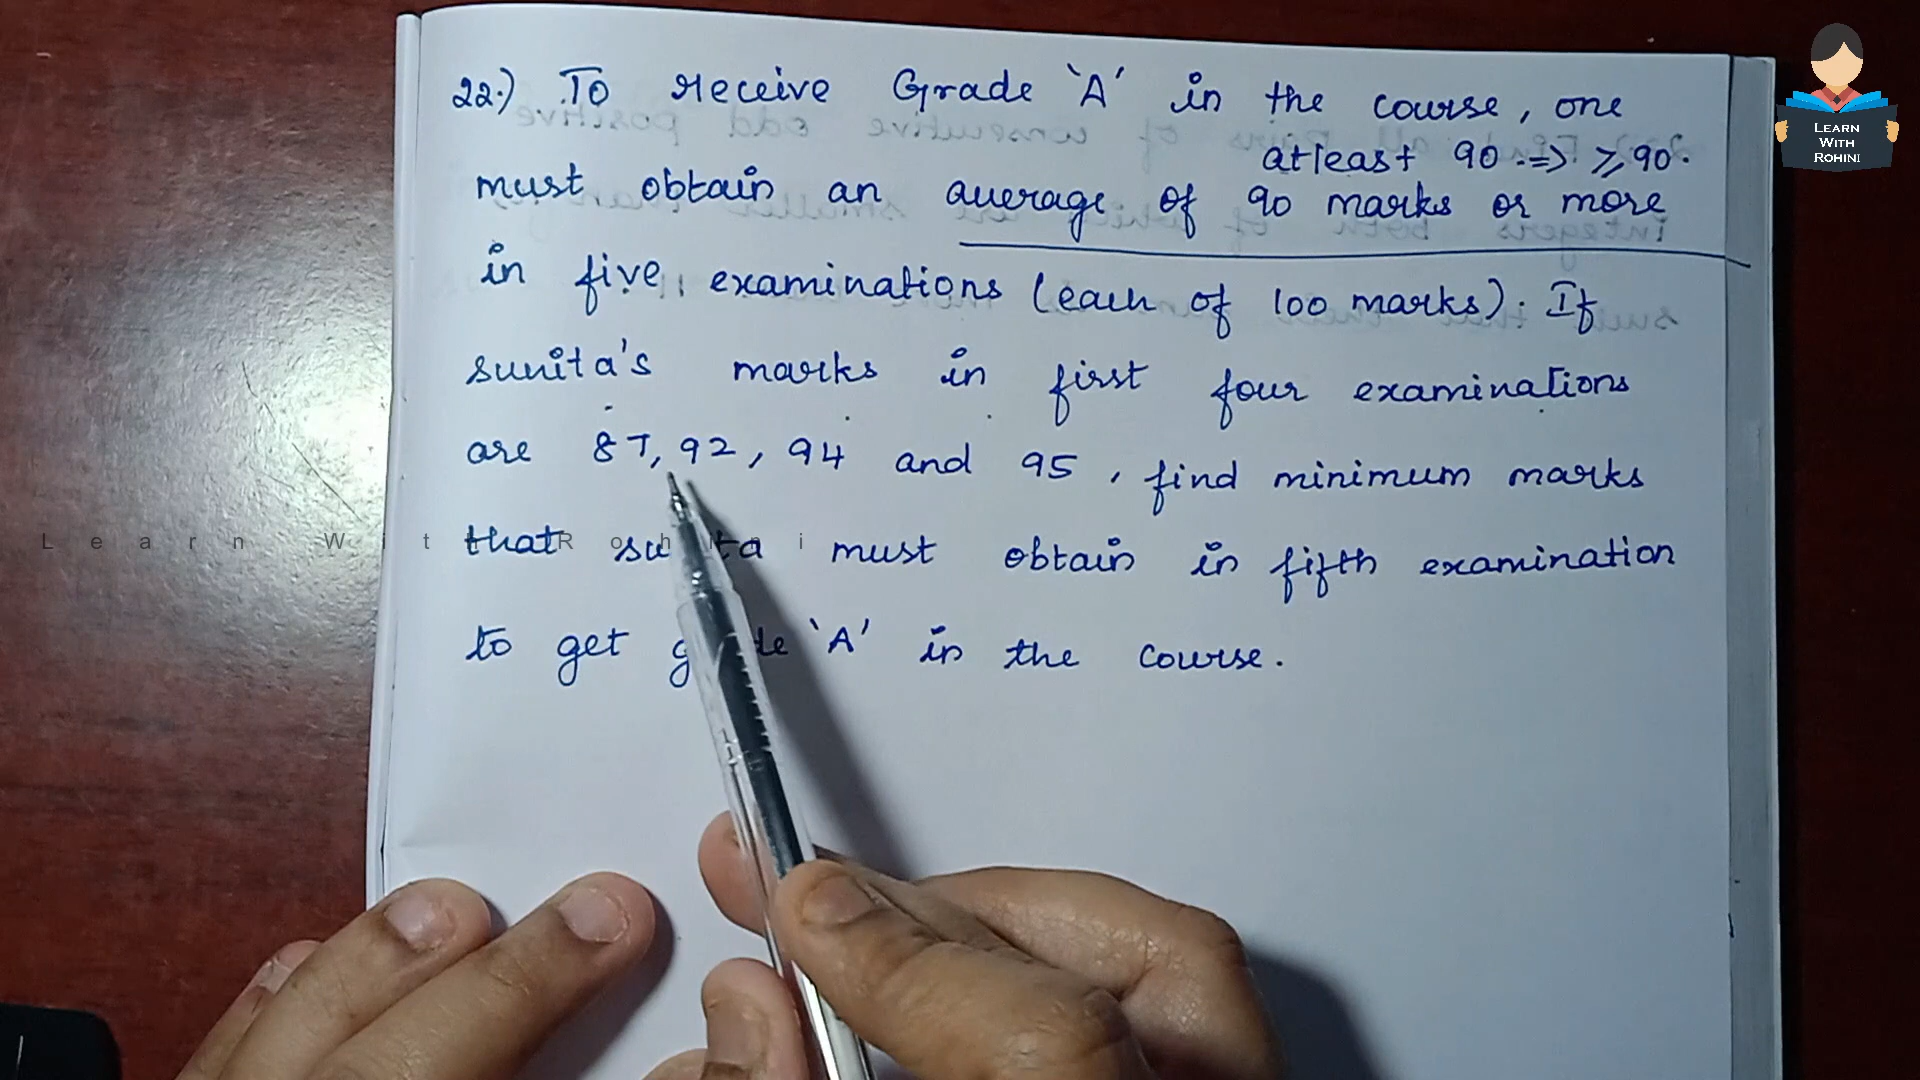 22.) To receive Grade 'A' in the course, one
atleast 90 => ≥ 90.
must obtain an average of 90 marks or more
in five examinations (each of 100 marks). If
sunita's marks in first four examinations
are 87, 92, 94 and 95, find minimum marks
that must obtain in fifth examination
to get 'A' in the course.
LEARN
WITH
ROHINI
Learn With Rohini